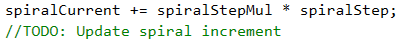 spiralCurrent += spiralStepMul * spiralStep;
//TODO: Update spiral increment